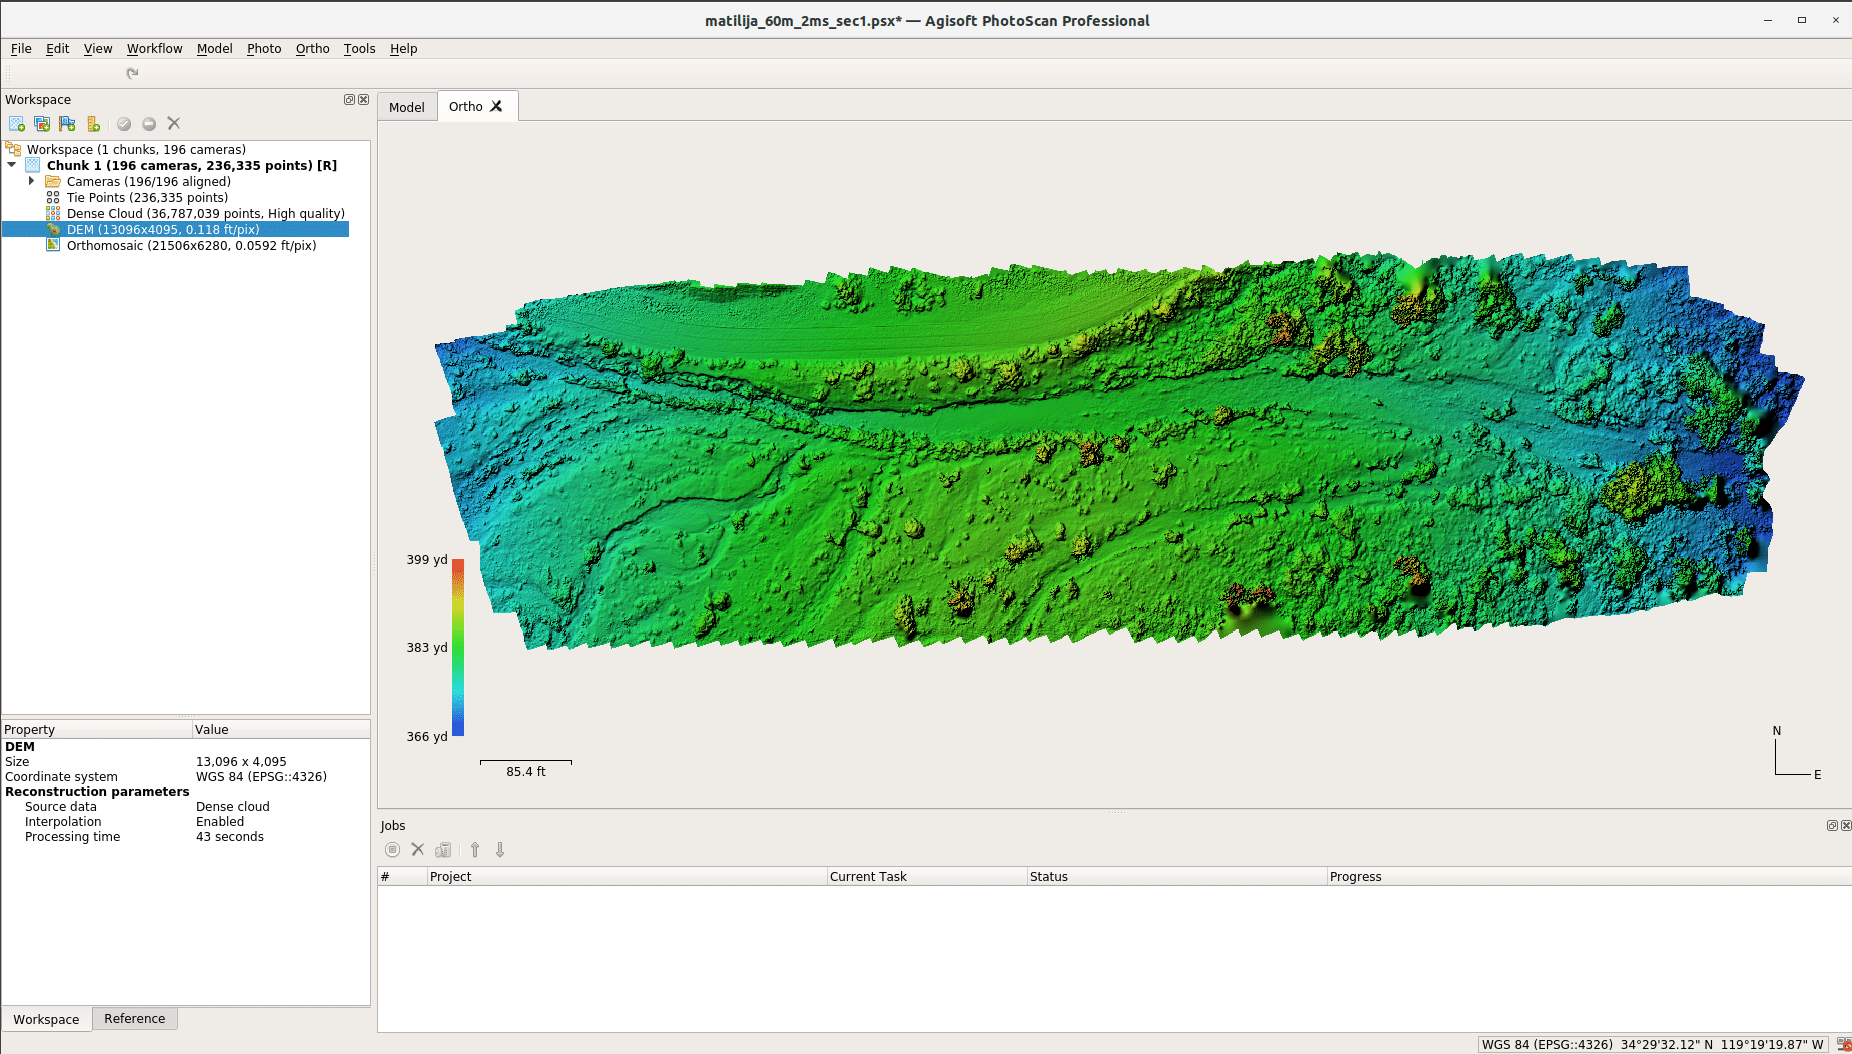 matilija_60m_2ms_sec1.psx* — Agisoft PhotoScan Professional
File Edit View Workflow Model Photo Ortho Tools Help
Workspace
Model Ortho
Workspace (1 chunks, 196 cameras)
Chunk 1 (196 cameras, 236,335 points) [R]
Cameras (196/196 aligned)
Tie Points (236,335 points)
Dense Cloud (36,787,039 points, High quality)
DEM (13096x4095, 0.118 ft/pix)
Orthomosaic (21506x6280, 0.0592 ft/pix)
399 yd
383 yd
366 yd
85.4 ft
N
E
Property Value
DEM
Size 13,096 x 4,095
Coordinate system WGS 84 (EPSG::4326)
Reconstruction parameters
Source data Dense cloud
Interpolation Enabled
Processing time 43 seconds
Workspace Reference
Jobs
# Project Current Task Status Progress
WGS 84 (EPSG::4326) 34°29'32.12" N 119°19'19.87" W